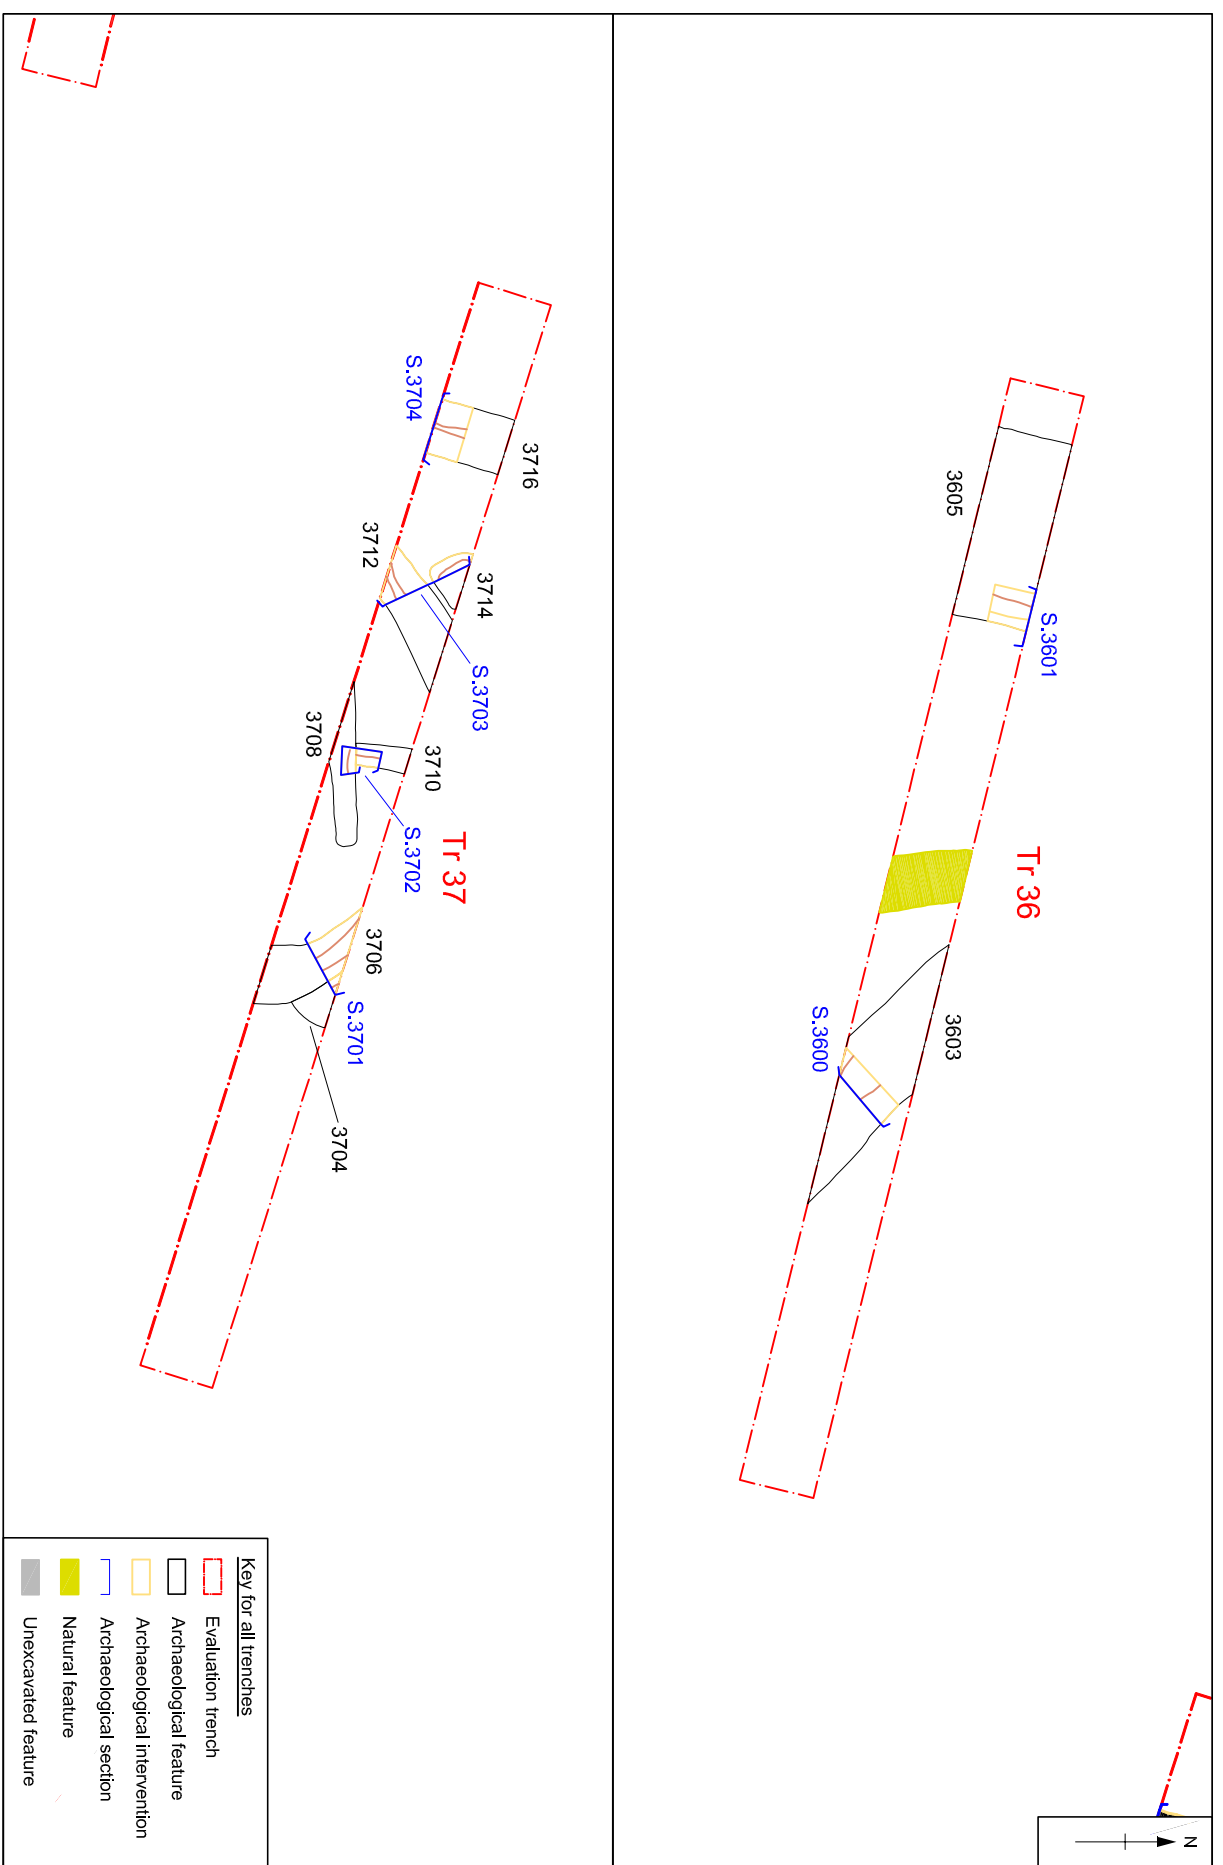 N
S.3601
3605
Tr 36
3603
S.3600
3716
S.3704
3714
3712
S.3703
3710
3708
Tr 37
S.3702
3706
S.3701
3704
Key for all trenches
Evaluation trench
Archaeological feature
Archaeological intervention
Archaeological section
Natural feature
Unexcavated feature